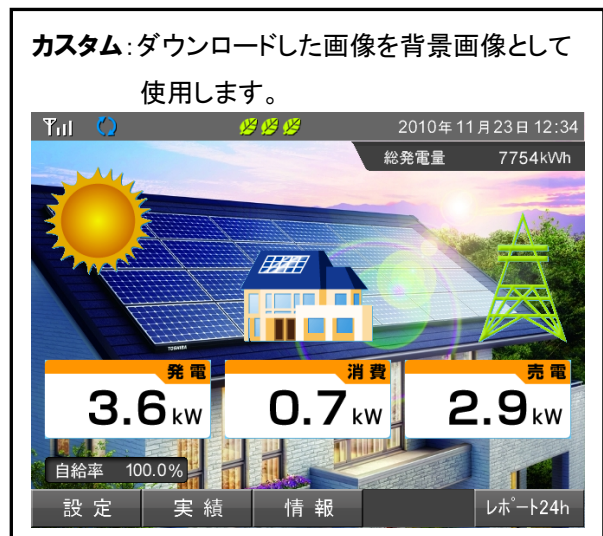 カスタム:ダウンロードした画像を背景画像として
使用します。
2010年11月23日 12:34
総発電量 7754kWh
TOSHIBA
発電 消費 売電
3.6kW 0.7kW 2.9kW
自給率 100.0%
設定 実績 情報 レポート24h